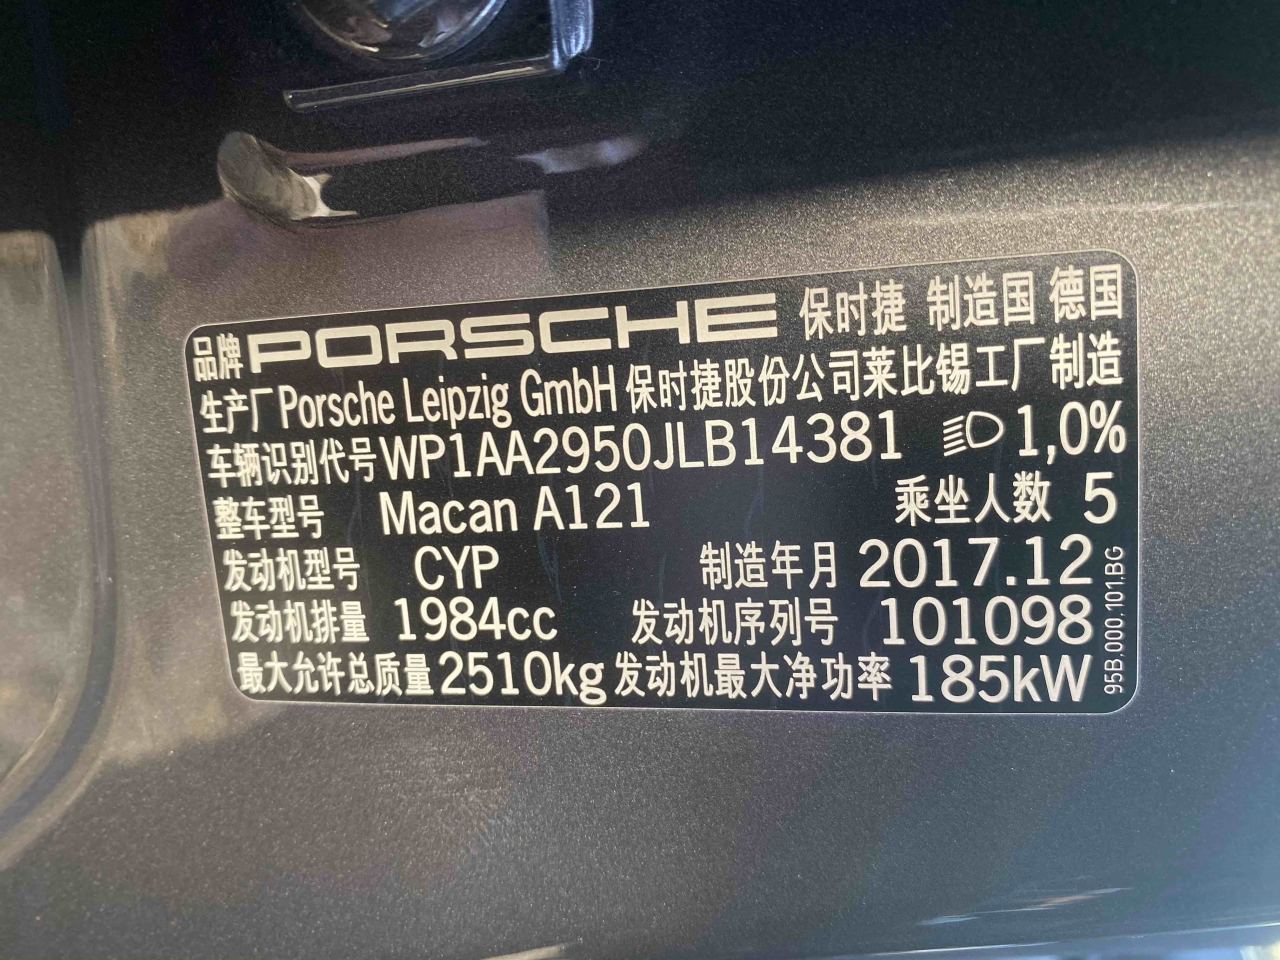 品牌 PORSCHE 保时捷 制造国 德国
生产厂 Porsche Leipzig GmbH 保时捷股份公司莱比锡工厂制造
车辆识别代号 WP1AA2950JLB14381 1,0%
整车型号 Macan A121 乘坐人数 5
发动机型号 CYP 制造年月 2017.12
发动机排量 1984cc 发动机序列号 101098
最大允许总质量 2510kg 发动机最大净功率 185kW
95B.000.101.BG